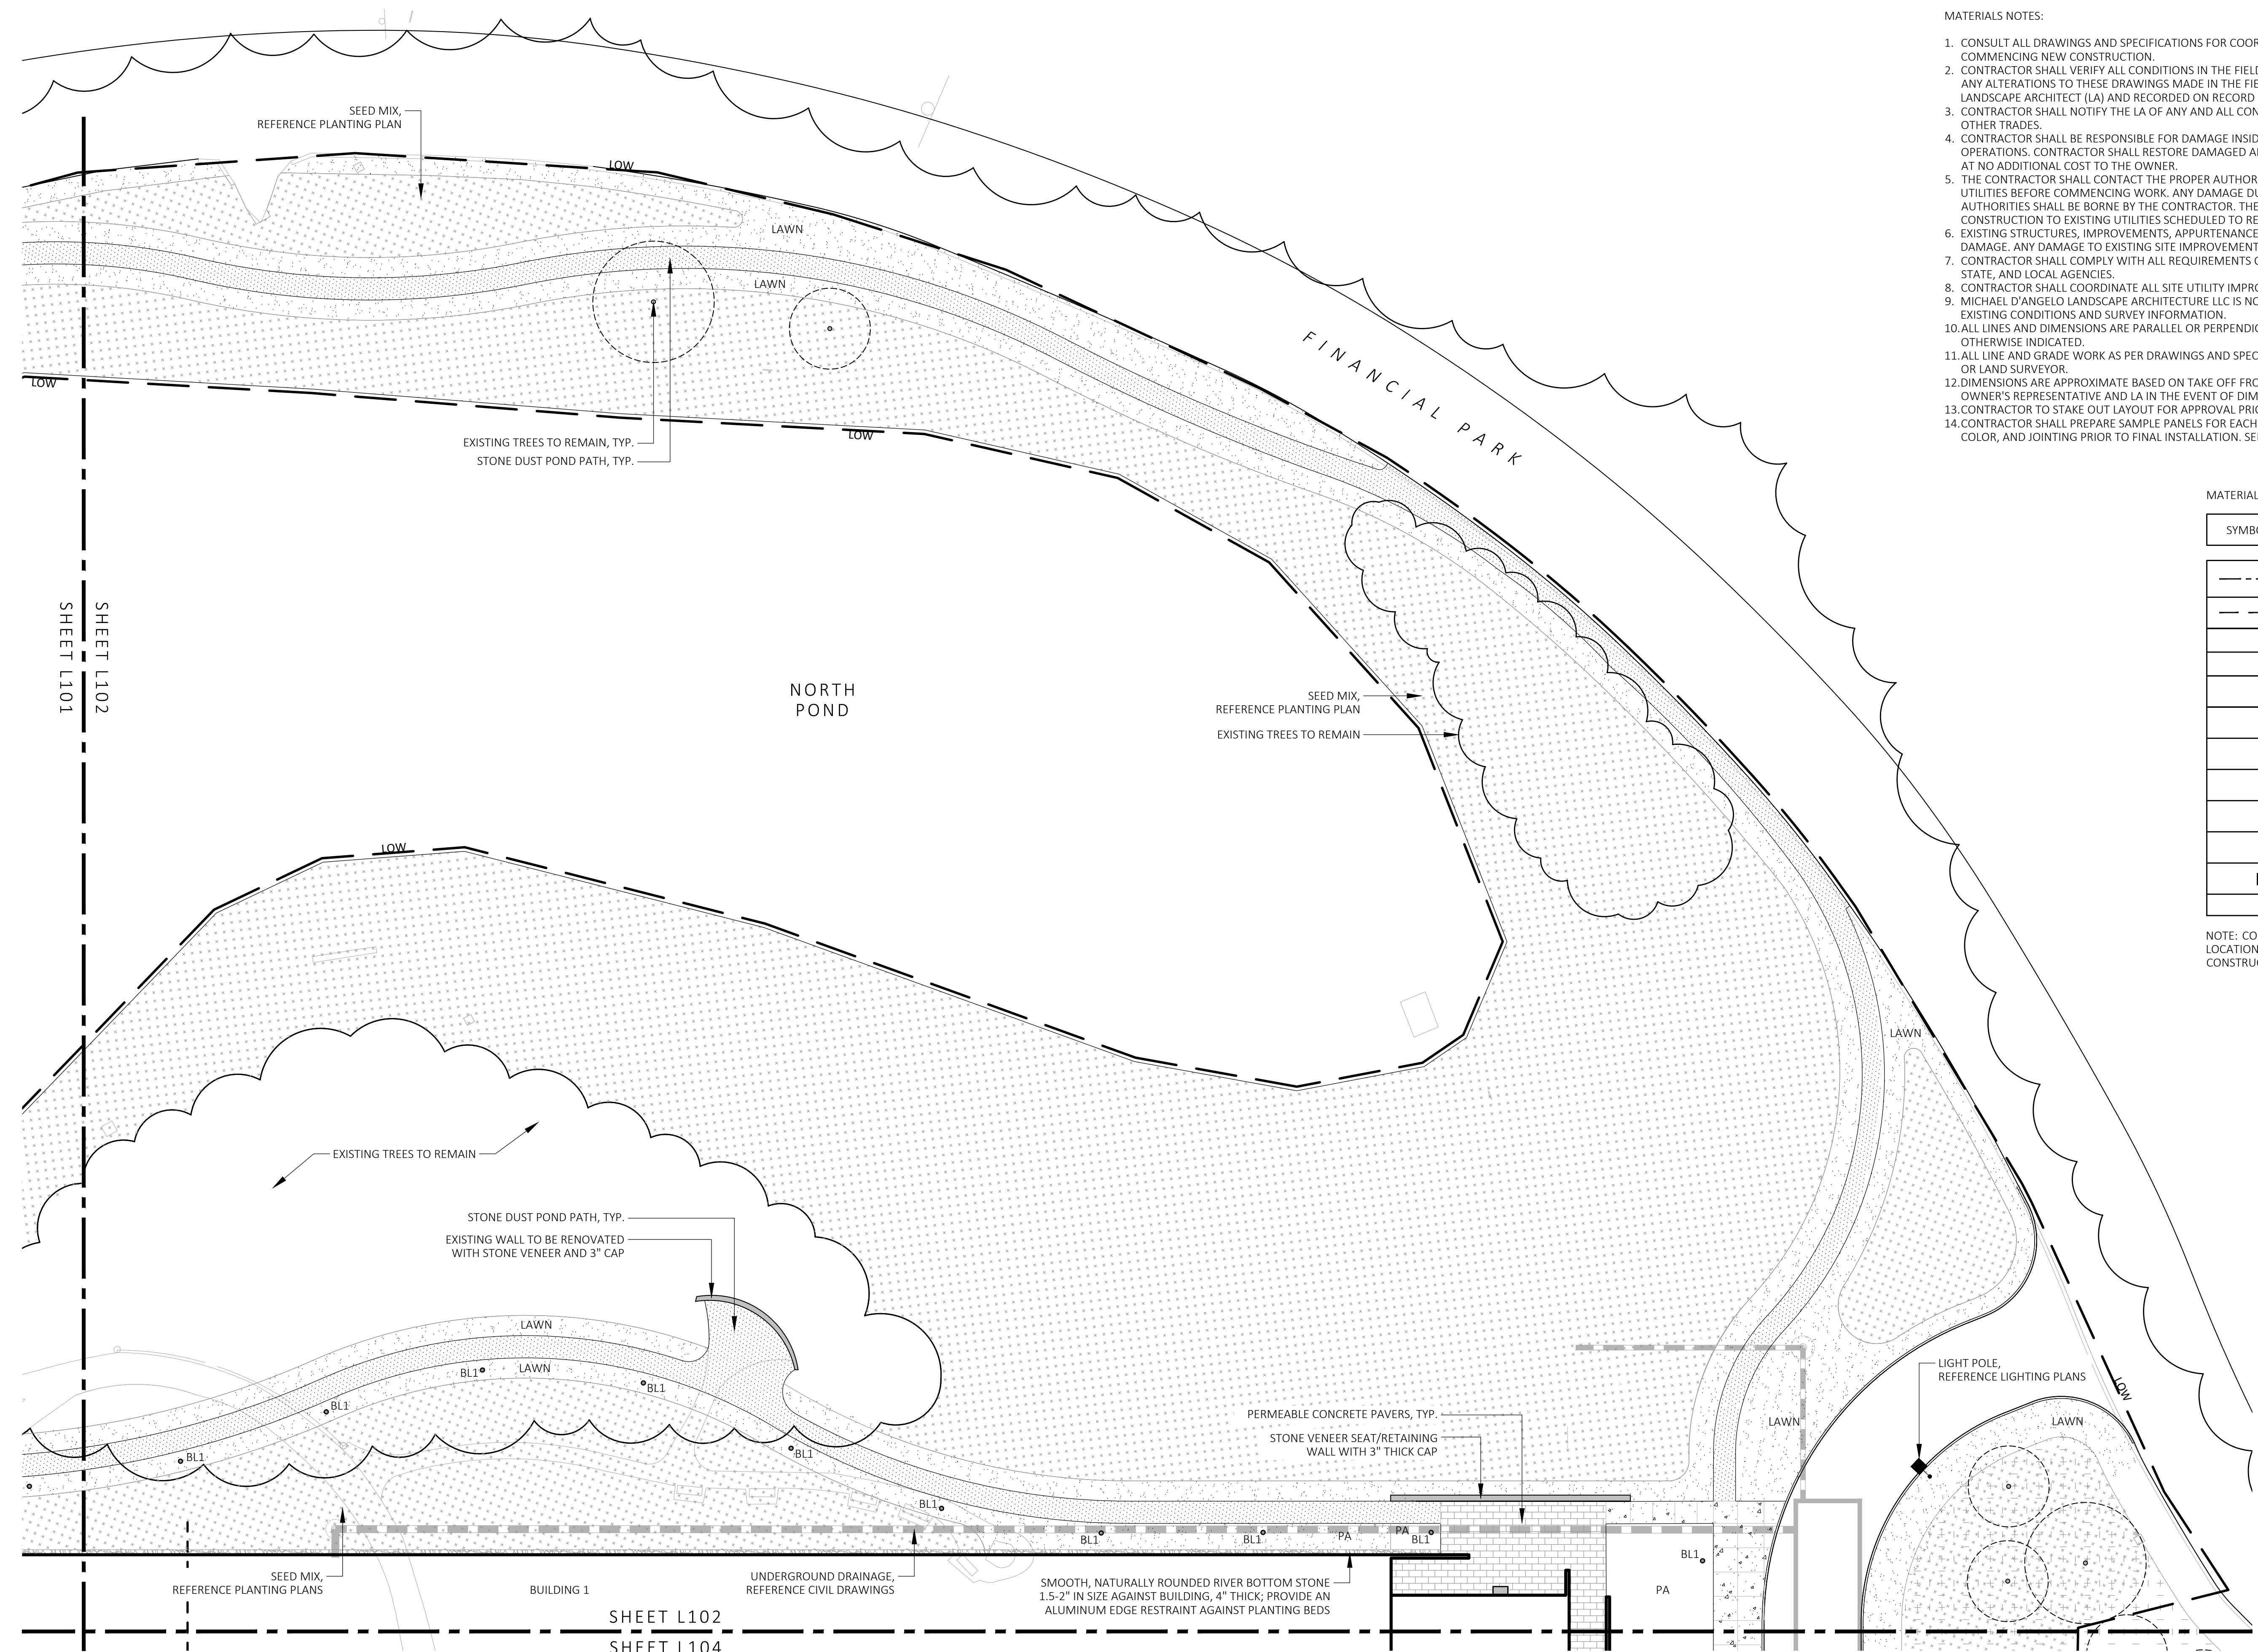 MATERIALS NOTES:
1. CONSULT ALL DRAWINGS AND SPECIFICATIONS FOR COOR
COMMENCING NEW CONSTRUCTION.
2. CONTRACTOR SHALL VERIFY ALL CONDITIONS IN THE FIELD
ANY ALTERATIONS TO THESE DRAWINGS MADE IN THE FIE
LANDSCAPE ARCHITECT (LA) AND RECORDED ON RECORD
3. CONTRACTOR SHALL NOTIFY THE LA OF ANY AND ALL CON
OTHER TRADES.
4. CONTRACTOR SHALL BE RESPONSIBLE FOR DAMAGE INSID
OPERATIONS. CONTRACTOR SHALL RESTORE DAMAGED A
AT NO ADDITIONAL COST TO THE OWNER.
5. THE CONTRACTOR SHALL CONTACT THE PROPER AUTHOR
UTILITIES BEFORE COMMENCING WORK. ANY DAMAGE DU
AUTHORITIES SHALL BE BORNE BY THE CONTRACTOR. THE
CONSTRUCTION TO EXISTING UTILITIES SCHEDULED TO RE
6. EXISTING STRUCTURES, IMPROVEMENTS, APPURTENANCE
DAMAGE. ANY DAMAGE TO EXISTING SITE IMPROVEMENT
7. CONTRACTOR SHALL COMPLY WITH ALL REQUIREMENTS O
STATE, AND LOCAL AGENCIES.
8. CONTRACTOR SHALL COORDINATE ALL SITE UTILITY IMPRO
9. MICHAEL D'ANGELO LANDSCAPE ARCHITECTURE LLC IS NO
EXISTING CONDITIONS AND SURVEY INFORMATION.
10. ALL LINES AND DIMENSIONS ARE PARALLEL OR PERPENDIC
OTHERWISE INDICATED.
11. ALL LINE AND GRADE WORK AS PER DRAWINGS AND SPEC
OR LAND SURVEYOR.
12. DIMENSIONS ARE APPROXIMATE BASED ON TAKE OFF FRO
OWNER'S REPRESENTATIVE AND LA IN THE EVENT OF DIM
13. CONTRACTOR TO STAKE OUT LAYOUT FOR APPROVAL PRIO
14. CONTRACTOR SHALL PREPARE SAMPLE PANELS FOR EACH
COLOR, AND JOINTING PRIOR TO FINAL INSTALLATION. SE
MATERIAL
SYMBO
NOTE: CO
LOCATION
CONSTRUC
SEED MIX,
REFERENCE PLANTING PLAN
LOW
LAWN
LAWN
LOW
LOW
EXISTING TREES TO REMAIN, TYP.
STONE DUST POND PATH, TYP.
FINANCIAL PARK
SHEET L101
SHEET L102
NORTH
POND
SEED MIX,
REFERENCE PLANTING PLAN
EXISTING TREES TO REMAIN
LOW
LAWN
EXISTING TREES TO REMAIN
STONE DUST POND PATH, TYP.
EXISTING WALL TO BE RENOVATED
WITH STONE VENEER AND 3" CAP
LAWN
LAWN
BL1
BL1
BL1
BL1
BL1
BL1
LIGHT POLE,
REFERENCE LIGHTING PLANS
LOW
LAWN
LAWN
PERMEABLE CONCRETE PAVERS, TYP.
STONE VENEER SEAT/RETAINING
WALL WITH 3" THICK CAP
BL1
BL1
PA
PA
BL1
BL1
PA
SEED MIX,
REFERENCE PLANTING PLANS
BUILDING 1
UNDERGROUND DRAINAGE,
REFERENCE CIVIL DRAWINGS
SMOOTH, NATURALLY ROUNDED RIVER BOTTOM STONE
1.5-2" IN SIZE AGAINST BUILDING, 4" THICK; PROVIDE AN
ALUMINUM EDGE RESTRAINT AGAINST PLANTING BEDS
SHEET L102
SHEET L104